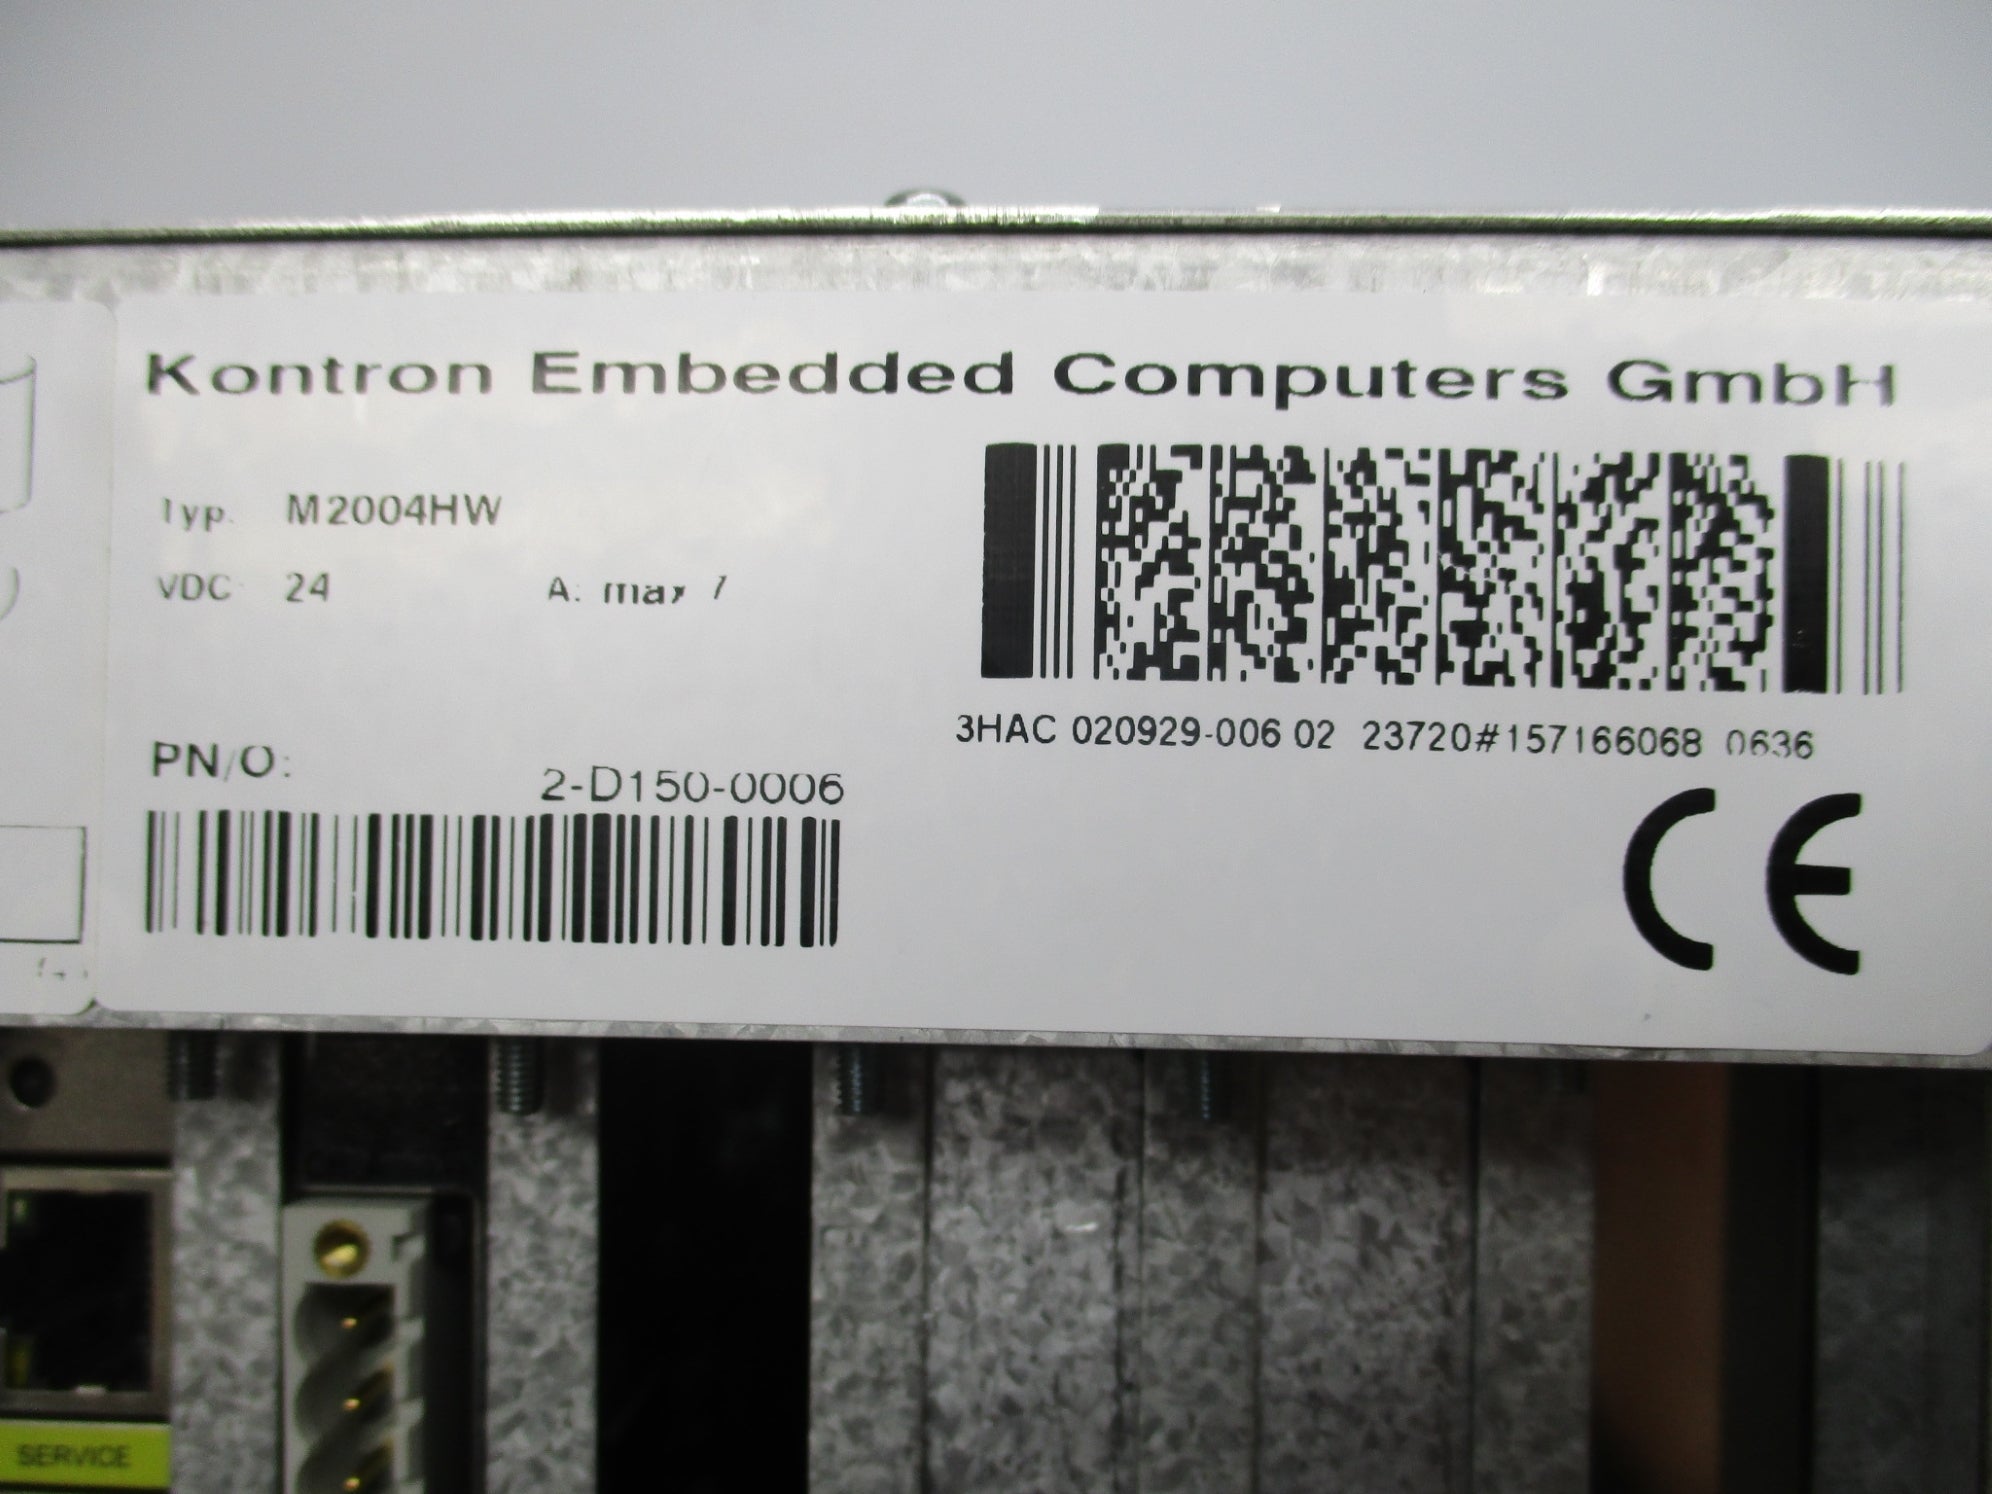 Kontron Embedded Computers GmbH
Typ. M2004HW
VDC: 24 A: max 7
3HAC 020929-006 02 23720#157166068 0636
PN/O:
2-D150-0006
CE
SERVICE